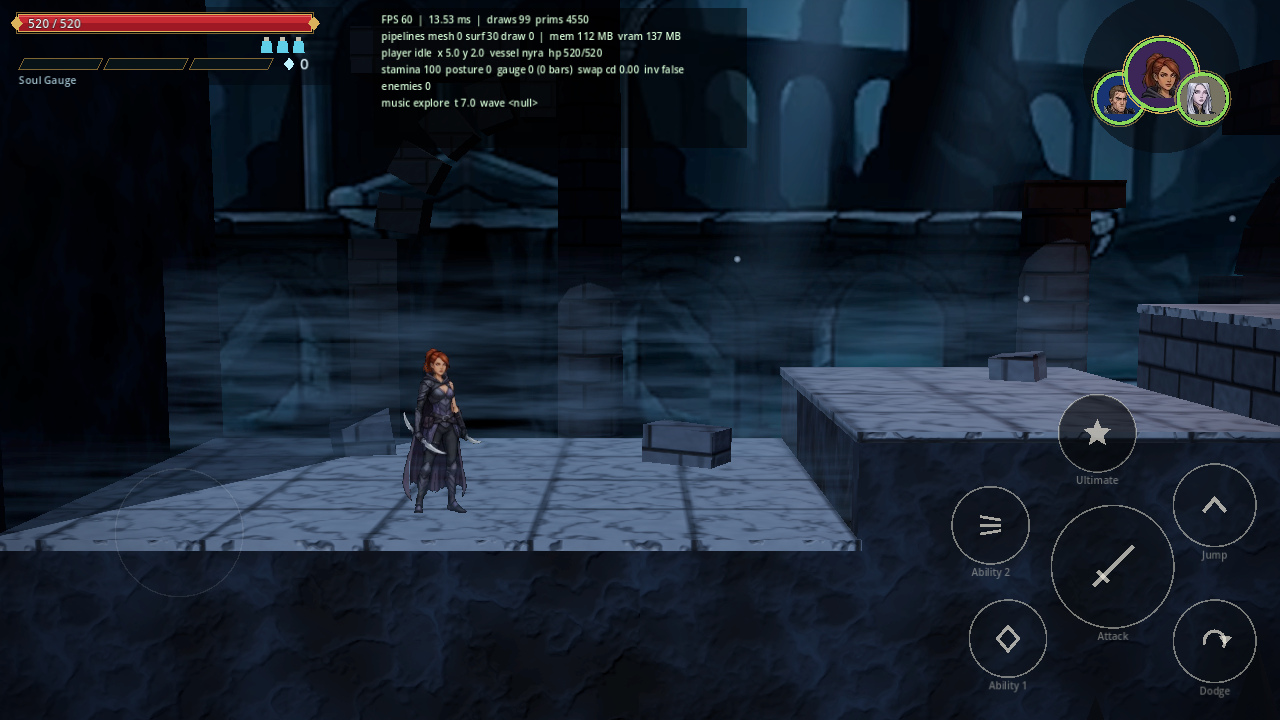 520 / 520
Soul Gauge
0
FPS 60 | 13.53 ms | draws 99 prims 4550
pipelines mesh 0 surf 30 draw 0 | mem 112 MB vram 137 MB
player idle x 5.0 y 2.0 vessel nyra hp 520/520
stamina 100 posture 0 gauge 0 (0 bars) swap cd 0.00 inv false
enemies 0
music explore t 7.0 wave <null>
Ultimate
Ability 2
Jump
Attack
Ability 1
Dodge